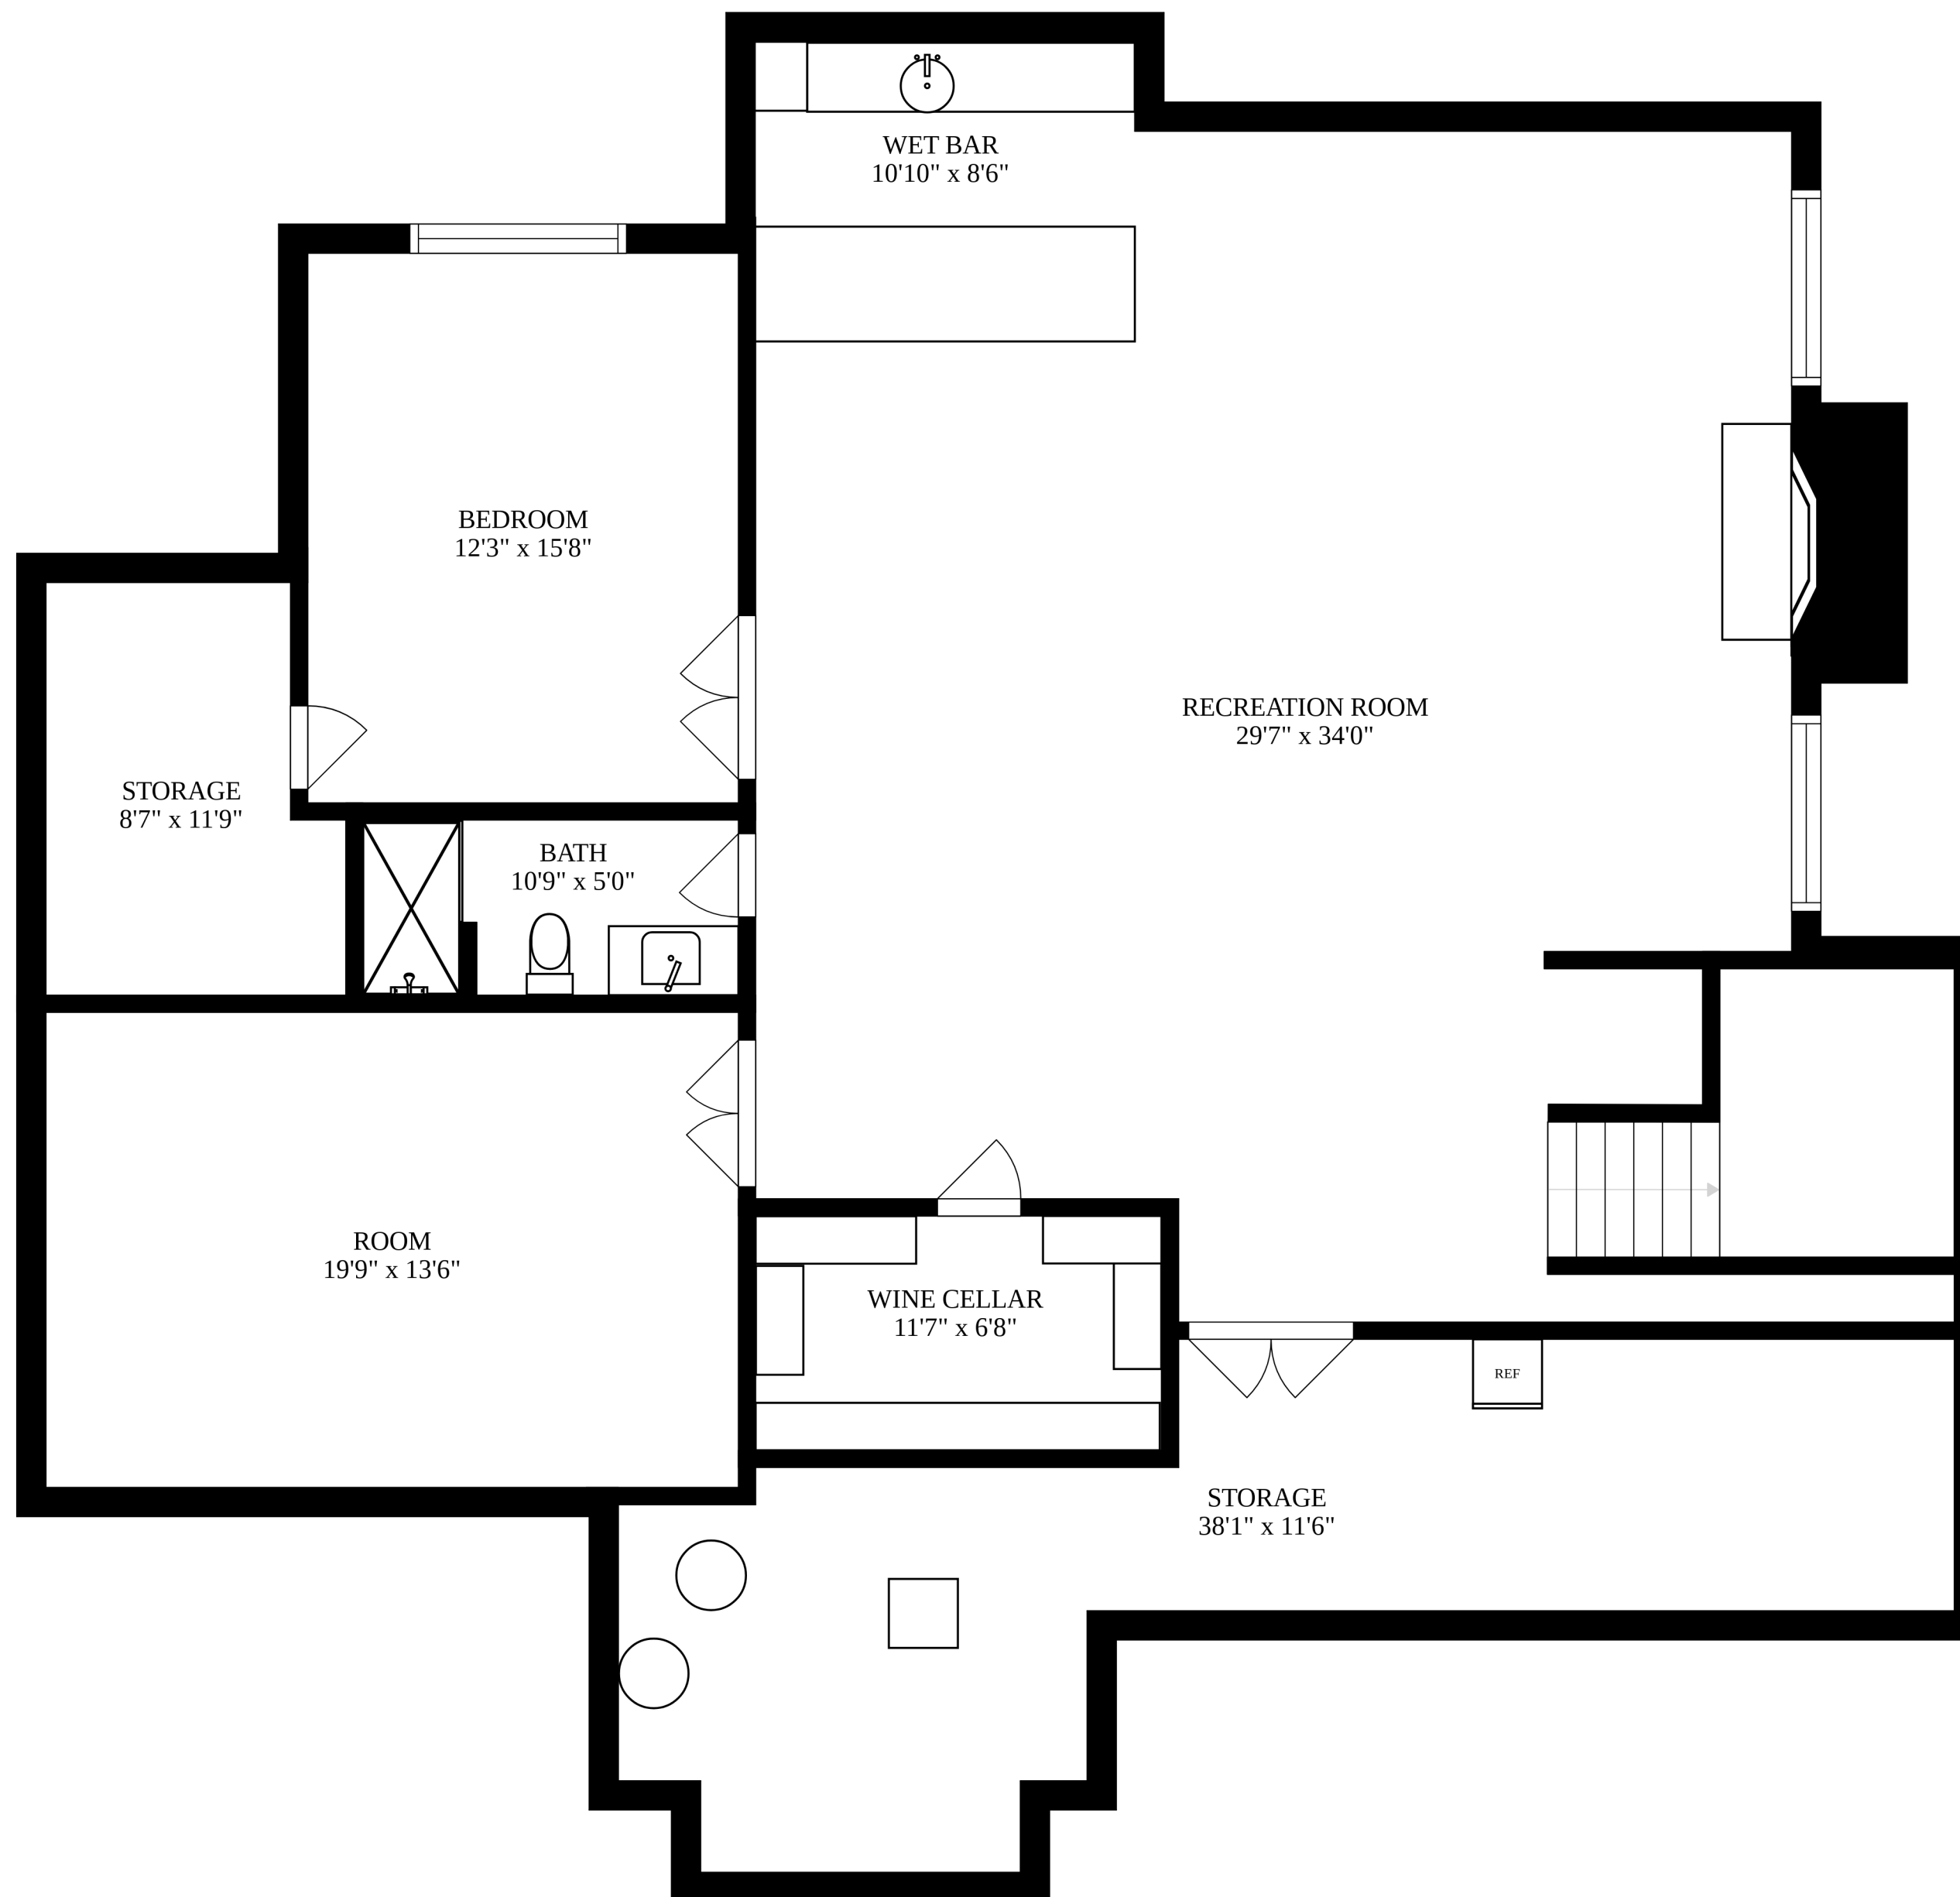 WET BAR
10'10" x 8'6"
BEDROOM
12'3" x 15'8"
RECREATION ROOM
29'7" x 34'0"
STORAGE
8'7" x 11'9"
BATH
10'9" x 5'0"
ROOM
19'9" x 13'6"
WINE CELLAR
11'7" x 6'8"
REF
STORAGE
38'1" x 11'6"